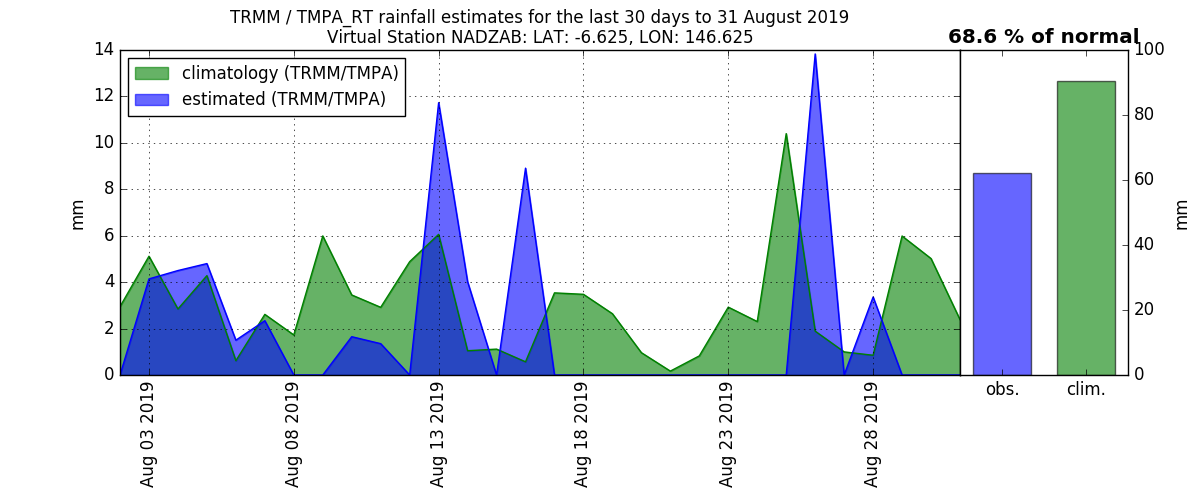 TRMM / TMPA_RT rainfall estimates for the last 30 days to 31 August 2019
Virtual Station NADZAB: LAT: -6.625, LON: 146.625
68.6 % of normal
climatology (TRMM/TMPA)
estimated (TRMM/TMPA)
14
12
10
8
6
4
2
0
mm
Aug 03 2019
Aug 08 2019
Aug 13 2019
Aug 18 2019
Aug 23 2019
Aug 28 2019
obs.
clim.
100
80
60
40
20
0
mm